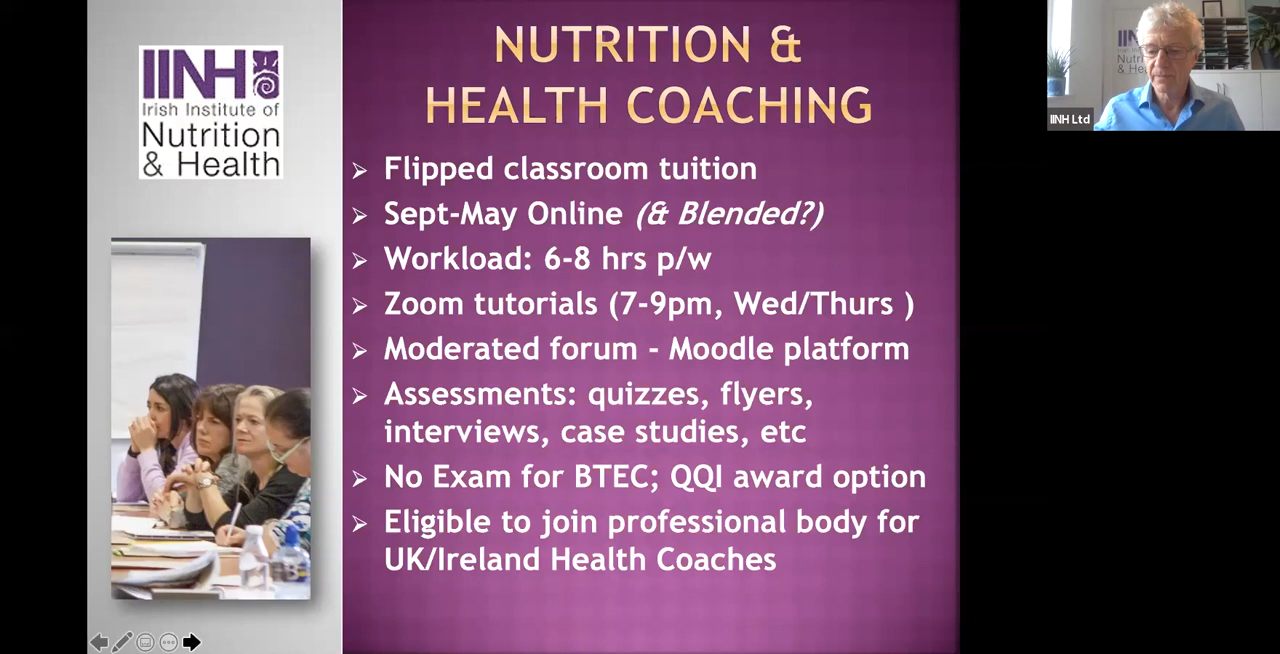 IINH
Irish Institute of
Nutrition
& Health
NUTRITION &
HEALTH COACHING
Flipped classroom tuition
Sept-May Online (& Blended?)
Workload: 6-8 hrs p/w
Zoom tutorials (7-9pm, Wed/Thurs )
Moderated forum - Moodle platform
Assessments: quizzes, flyers,
interviews, case studies, etc
No Exam for BTEC; QQI award option
Eligible to join professional body for
UK/Ireland Health Coaches
IINH Ltd